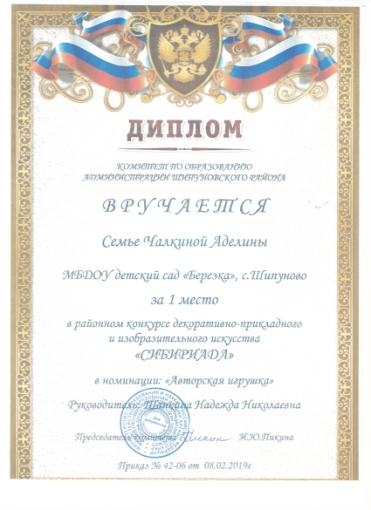 ДИПЛОМ
КОМИТЕТ ПО ОБРАЗОВАНИЮ
АДМИНИСТРАЦИИ ШИПУНОВСКОГО РАЙОНА
ВРУЧАЕТСЯ
Семье Чалкиной Аделины
МБДОУ детский сад «Березка», с.Шипуново
за 1 место
в районном конкурсе декоративно-прикладного
и изобразительного искусства
«СИБИРИАДА»
в номинации: «Авторская игрушка»
Руководитель: Надежда Николаевна
Председатель комитета И.Ю.Пикина
Приказ № 42-06 от 08.02.2019г